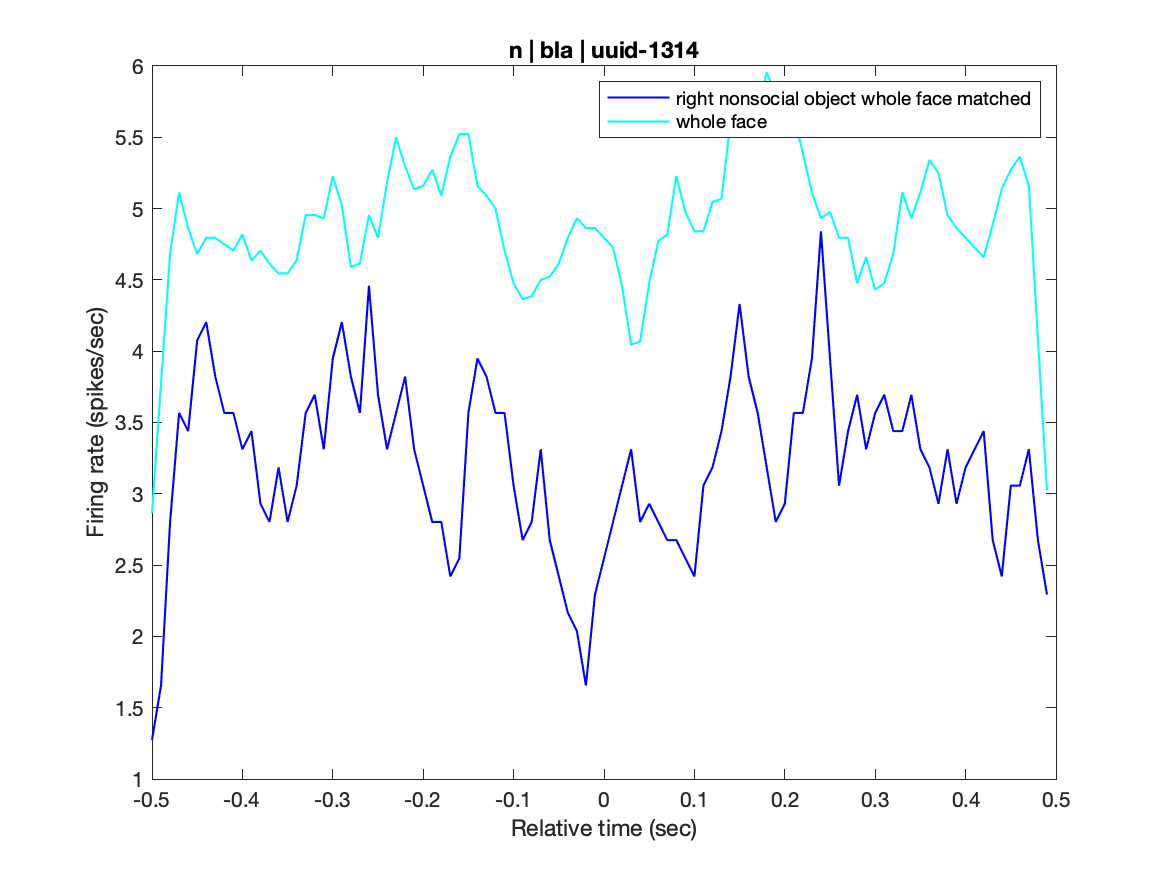 n | bla | uuid-1314
right nonsocial object whole face matched
whole face
Firing rate (spikes/sec)
6
5.5
5
4.5
4
3.5
3
2.5
2
1.5
1
-0.5 -0.4 -0.3 -0.2 -0.1 0 0.1 0.2 0.3 0.4 0.5
Relative time (sec)